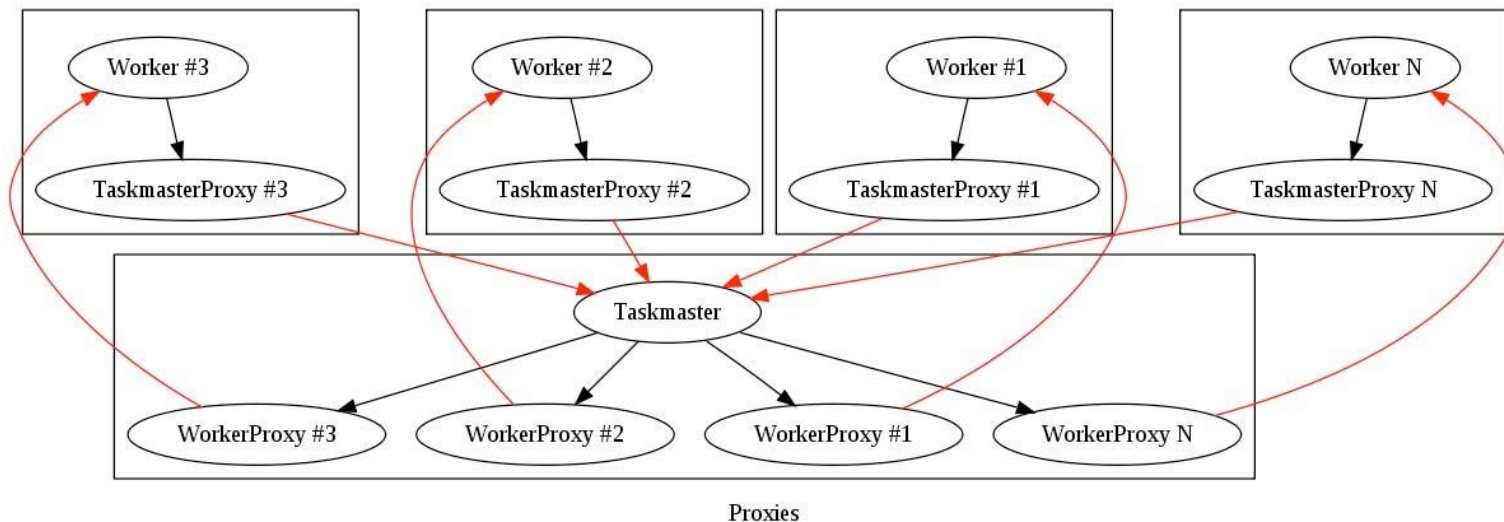 Worker #3
Worker #2
Worker #1
Worker N
TaskmasterProxy #3
TaskmasterProxy #2
TaskmasterProxy #1
TaskmasterProxy N
Taskmaster
WorkerProxy #3
WorkerProxy #2
WorkerProxy #1
WorkerProxy N
Proxies